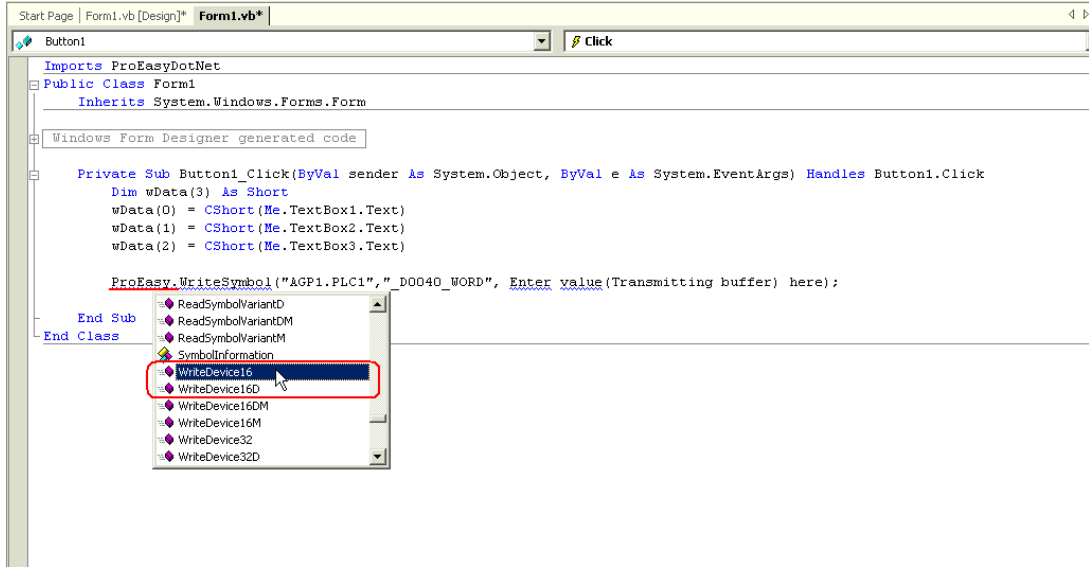 Start Page | Form1.vb [Design]* Form1.vb*
Button1 Click
Imports ProEasyDotNet
Public Class Form1
Inherits System.Windows.Forms.Form
Windows Form Designer generated code
Private Sub Button1_Click(ByVal sender As System.Object, ByVal e As System.EventArgs) Handles Button1.Click
Dim wData(3) As Short
wData(0) = CShort(Me.TextBox1.Text)
wData(1) = CShort(Me.TextBox2.Text)
wData(2) = CShort(Me.TextBox3.Text)
ProEasy.WriteSymbol("AGP1.PLC1","_D0040_WORD", Enter value(Transmitting buffer) here);
ReadSymbolVariantD
ReadSymbolVariantDM
ReadSymbolVariantM
SymbolInformation
WriteDevice16
WriteDevice16D
WriteDevice16DM
WriteDevice16M
WriteDevice32
WriteDevice32D
End Sub
End Class